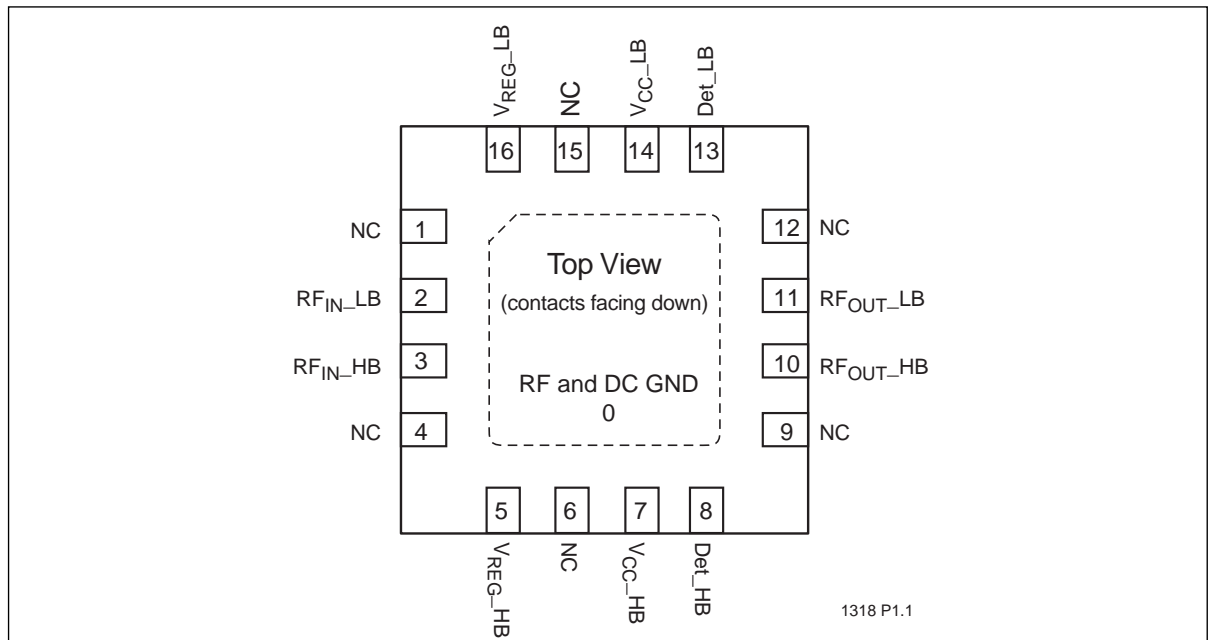 V_REG_LB
NC
V_CC_LB
Det_LB
16
15
14
13
NC 1
12 NC
Top View
RF_IN_LB 2
(contacts facing down)
11 RF_OUT_LB
RF_IN_HB 3
10 RF_OUT_HB
RF and DC GND
0
NC 4
9 NC
5
6
7
8
V_REG_HB
NC
V_CC_HB
Det_HB
1318 P1.1